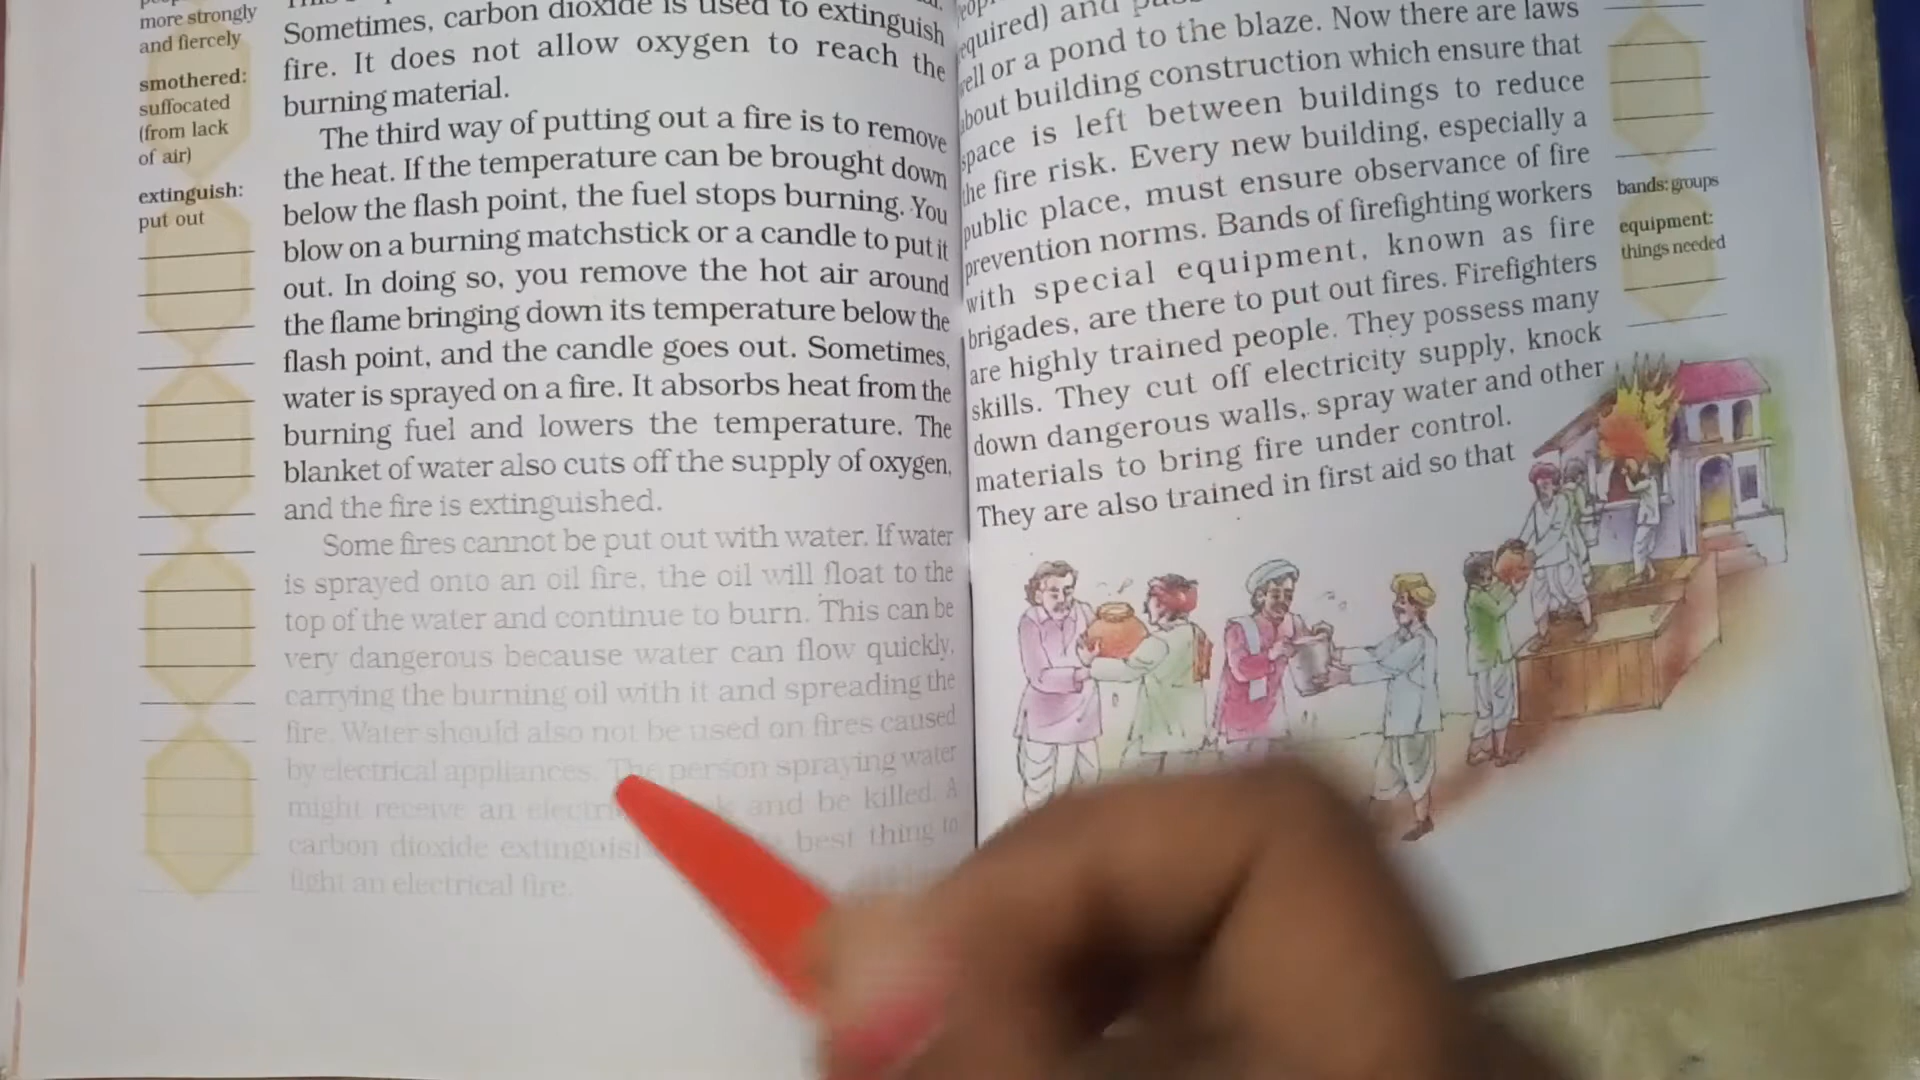 more strongly
and fiercely
smothered:
suffocated
(from lack
of air)
extinguish:
put out
Sometimes, carbon dioxide is used to extinguish
fire. It does not allow oxygen to reach the
burning material.
The third way of putting out a fire is to remove
the heat. If the temperature can be brought down
below the flash point, the fuel stops burning. You
blow on a burning matchstick or a candle to put it
out. In doing so, you remove the hot air around
the flame bringing down its temperature below the
flash point, and the candle goes out. Sometimes,
water is sprayed on a fire. It absorbs heat from the
burning fuel and lowers the temperature. The
blanket of water also cuts off the supply of oxygen,
and the fire is extinguished.
Some fires cannot be put out with water. If water
is sprayed onto an oil fire, the oil will float to the
top of the water and continue to burn. This can be
very dangerous because water can flow quickly,
carrying the burning oil with it and spreading the
fire. Water should also not be used on fires caused
by electrical appliances. The person spraying water
might receive an and be killed. A
carbon dioxide best thing to
fight an electrical fire.
and
or a pond to the blaze. Now there are laws
about building construction which ensure that
space is left between buildings to reduce
the fire risk. Every new building, especially a
public place, must ensure observance of fire
prevention norms. Bands of firefighting workers
with special equipment, known as fire
brigades, are there to put out fires. Firefighters
are highly trained people. They possess many
skills. They cut off electricity supply, knock
down dangerous walls, spray water and other
materials to bring fire under control.
They are also trained in first aid so that
bands: groups
equipment:
things needed